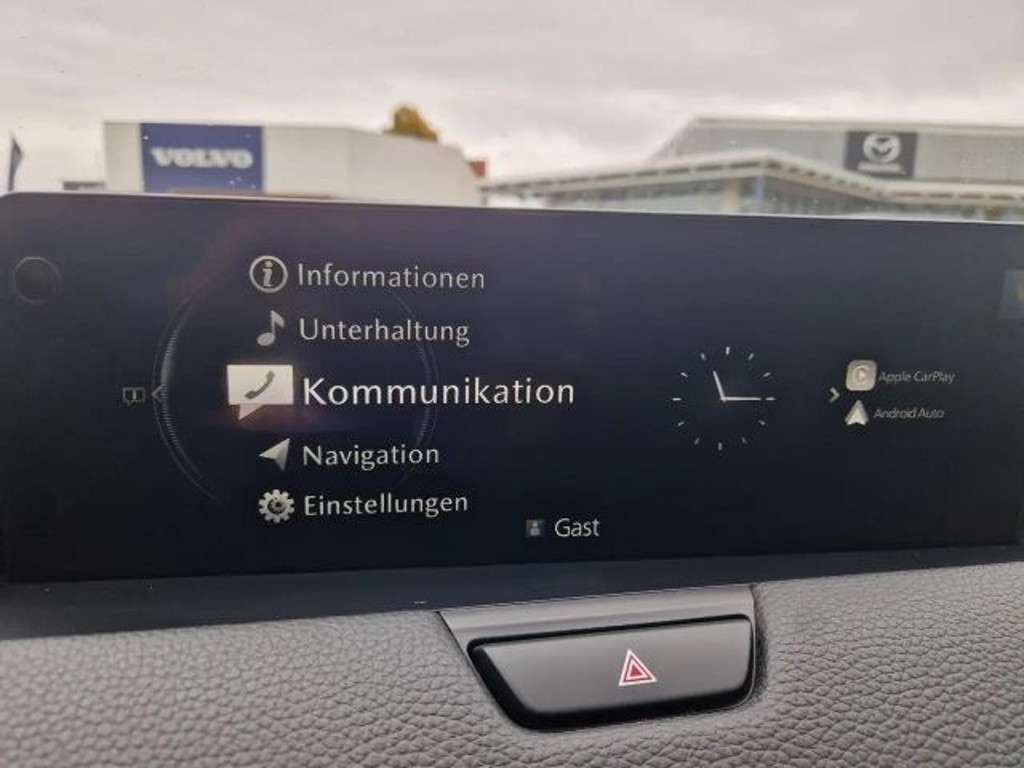 VOLVO
Informationen
Unterhaltung
Kommunikation
Navigation
Einstellungen
Apple CarPlay
Android Auto
Gast